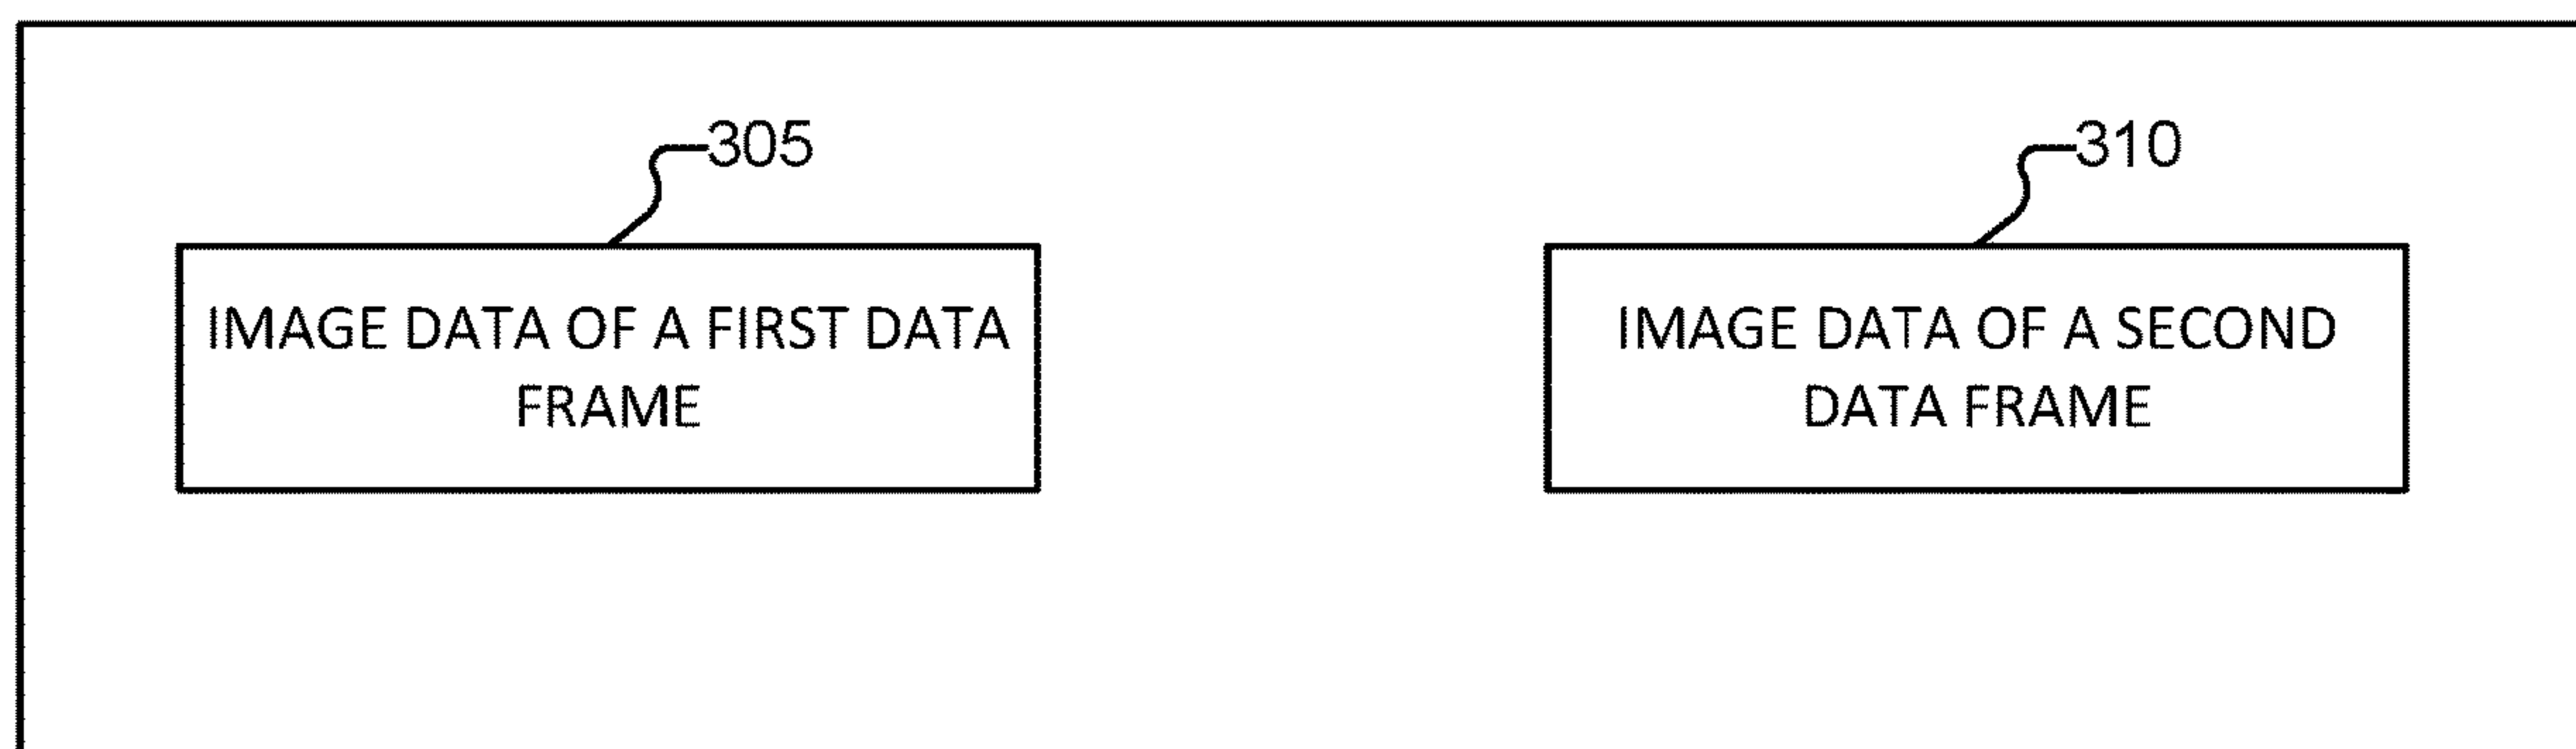 305
310
IMAGE DATA OF A FIRST DATA
FRAME
IMAGE DATA OF A SECOND
DATA FRAME